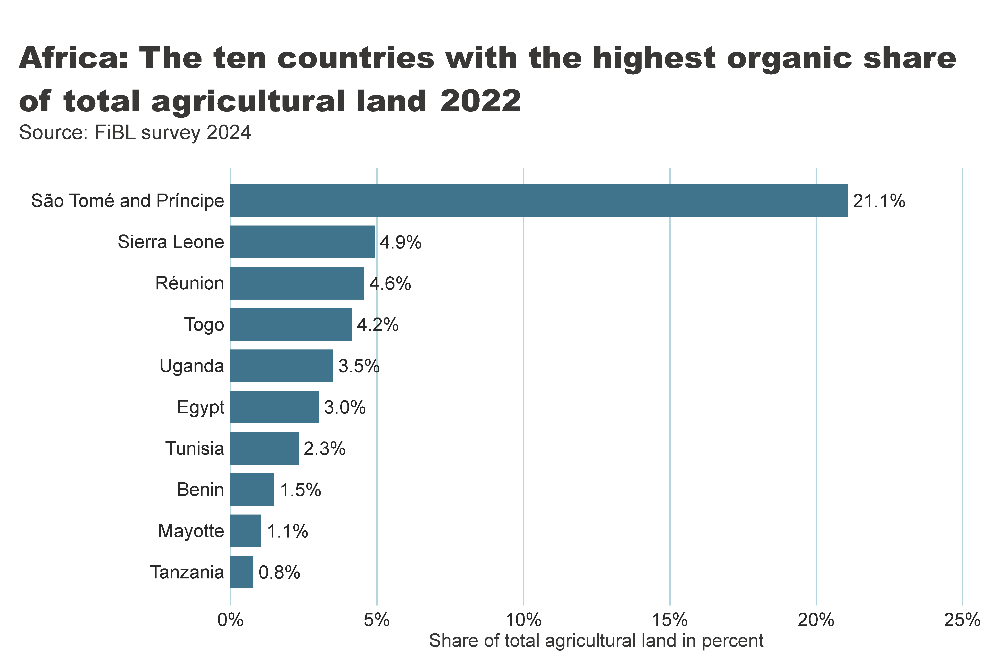 Africa: The ten countries with the highest organic share
of total agricultural land 2022
Source: FiBL survey 2024
São Tomé and Príncipe 21.1%
Sierra Leone 4.9%
Réunion 4.6%
Togo 4.2%
Uganda 3.5%
Egypt 3.0%
Tunisia 2.3%
Benin 1.5%
Mayotte 1.1%
Tanzania 0.8%
0% 5% 10% 15% 20% 25%
Share of total agricultural land in percent